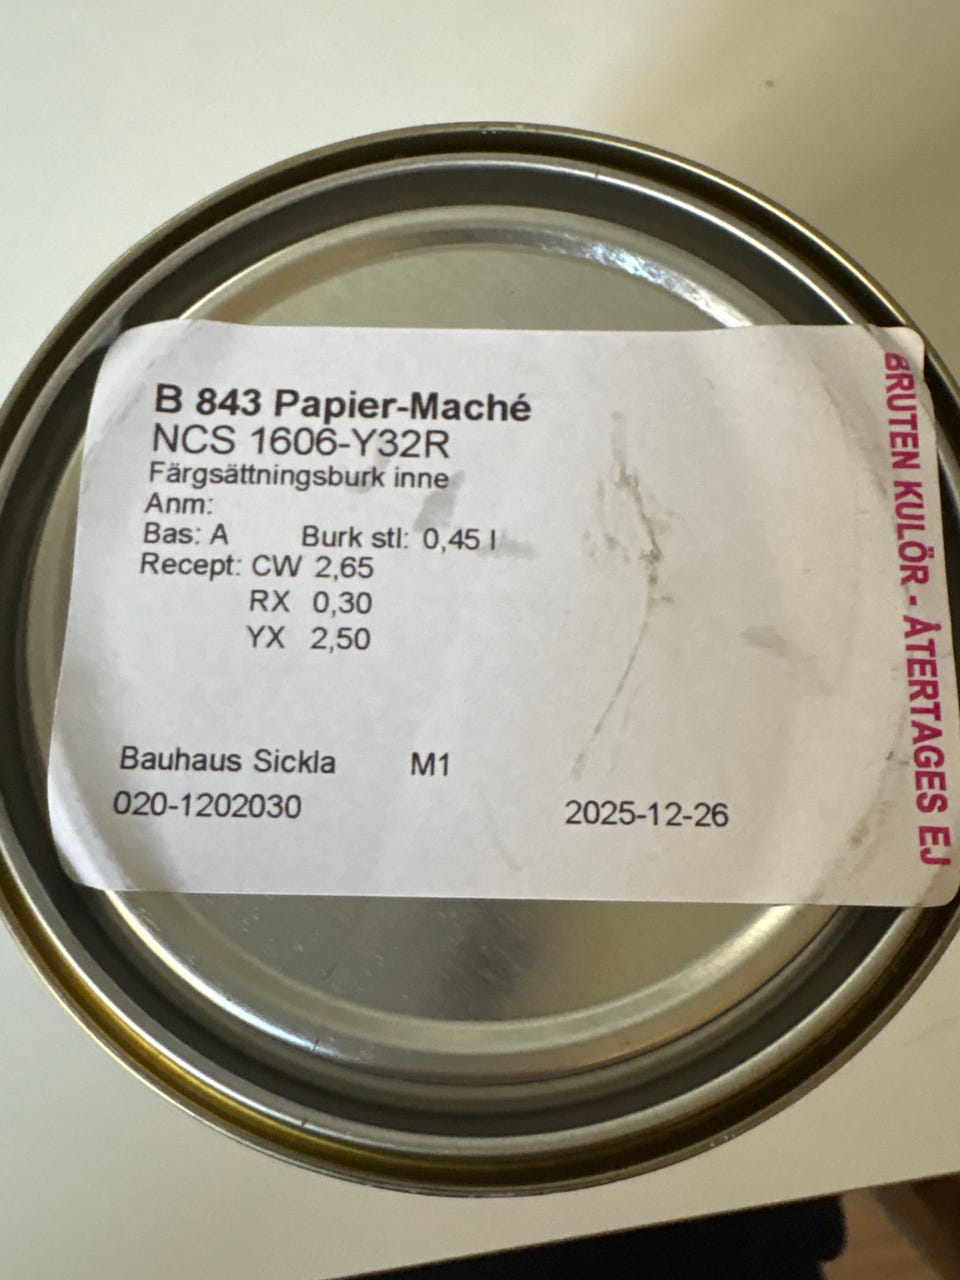 B 843 Papier-Maché
NCS 1606-Y32R
Färgsättningsburk inne
Anm:
Bas: A Burk stl: 0,45 l
Recept: CW 2,65
RX 0,30
YX 2,50
Bauhaus Sickla M1
020-1202030 2025-12-26
BRUTEN KULÖR - ÅTERTAGES EJ